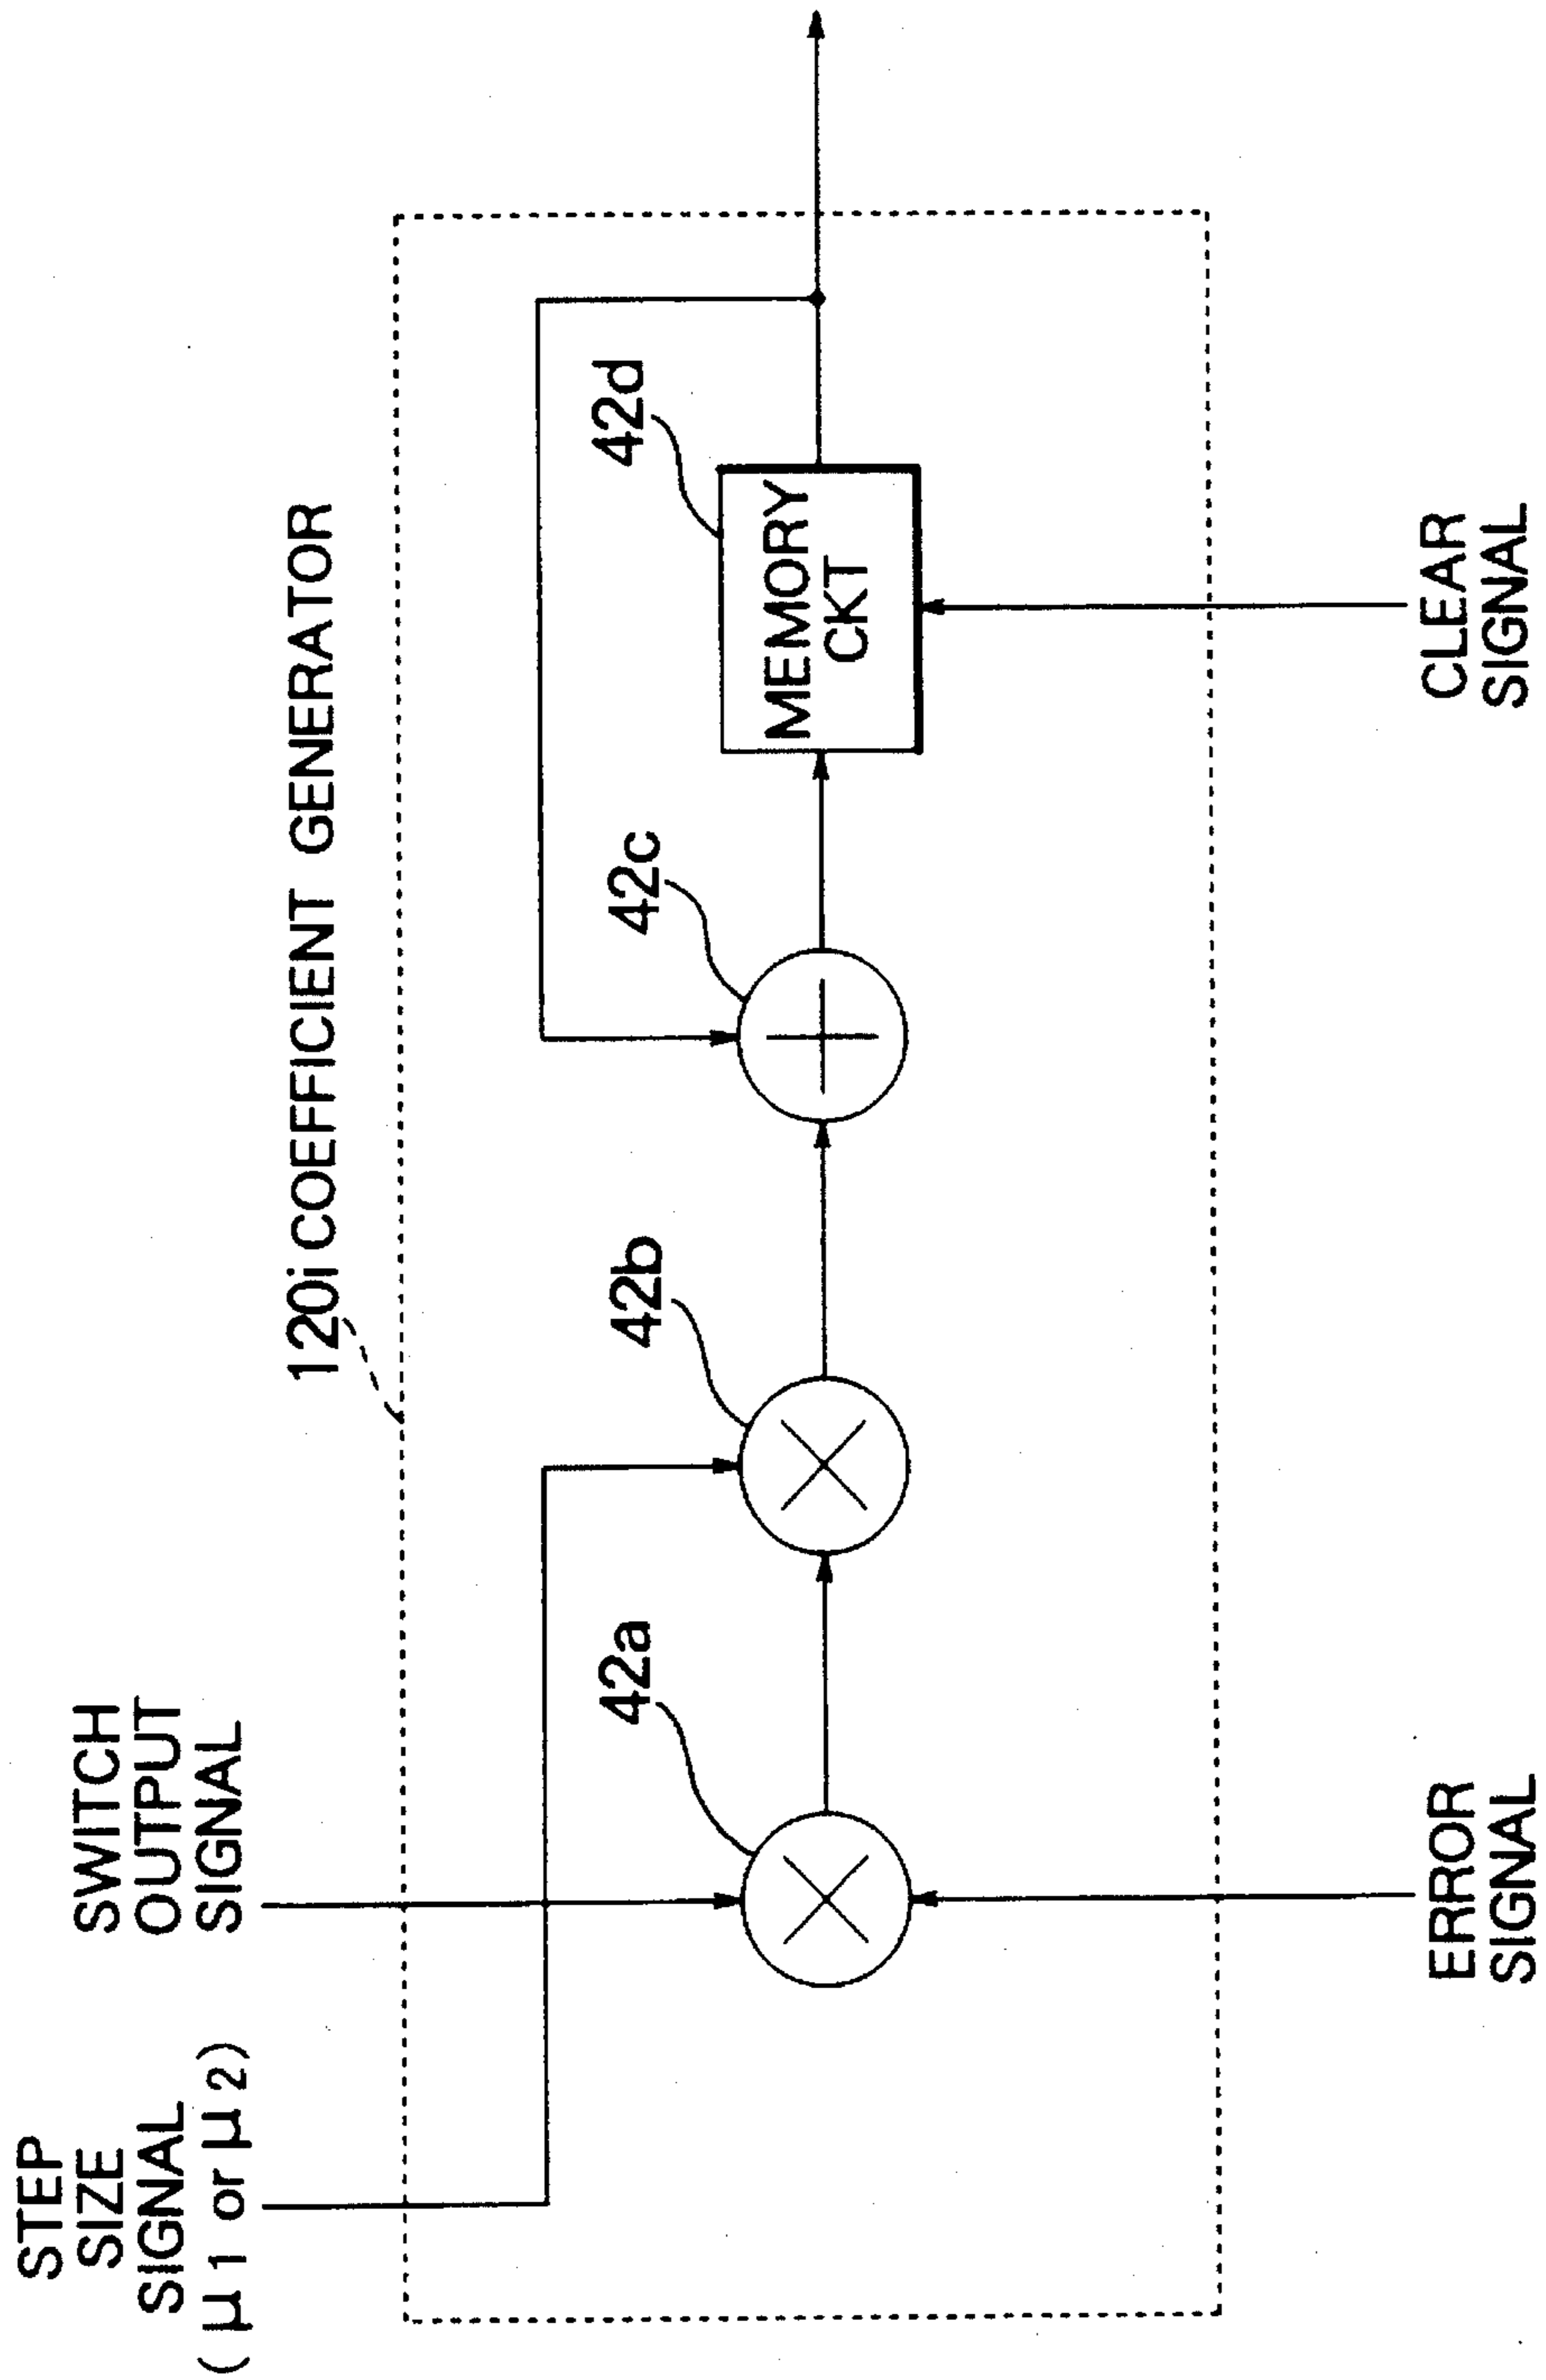 STEP
SIZE
SIGNAL
(μ1 or μ2)
SWITCH
OUTPUT
SIGNAL
120i COEFFICIENT GENERATOR
42a
42b
42c
42d
MEMORY
CKT
ERROR
SIGNAL
CLEAR
SIGNAL